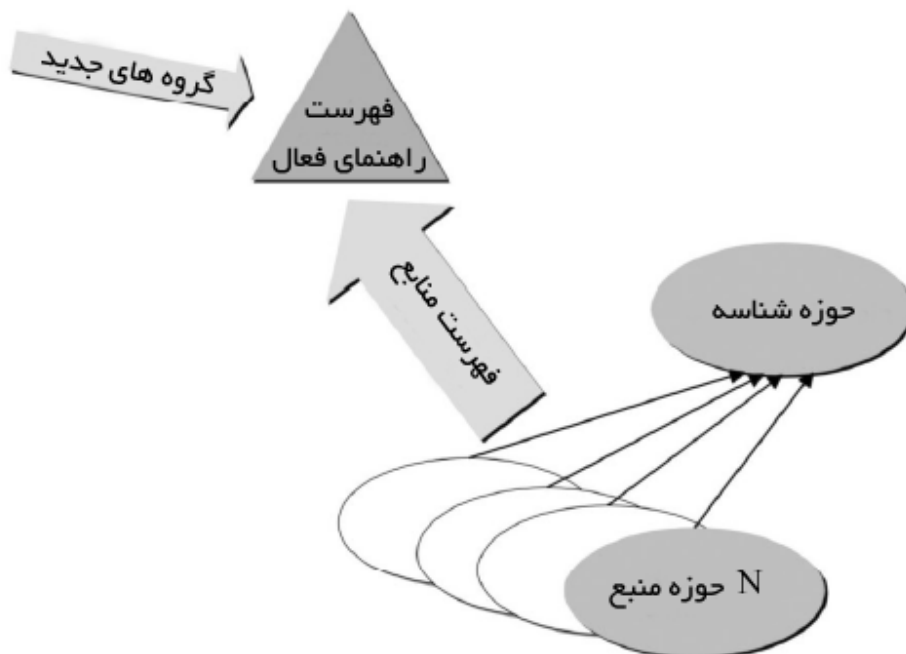 گروه های جدید
فهرست
راهنمای فعال
فهرست منابع
حوزه شناسه
حوزه منبع N